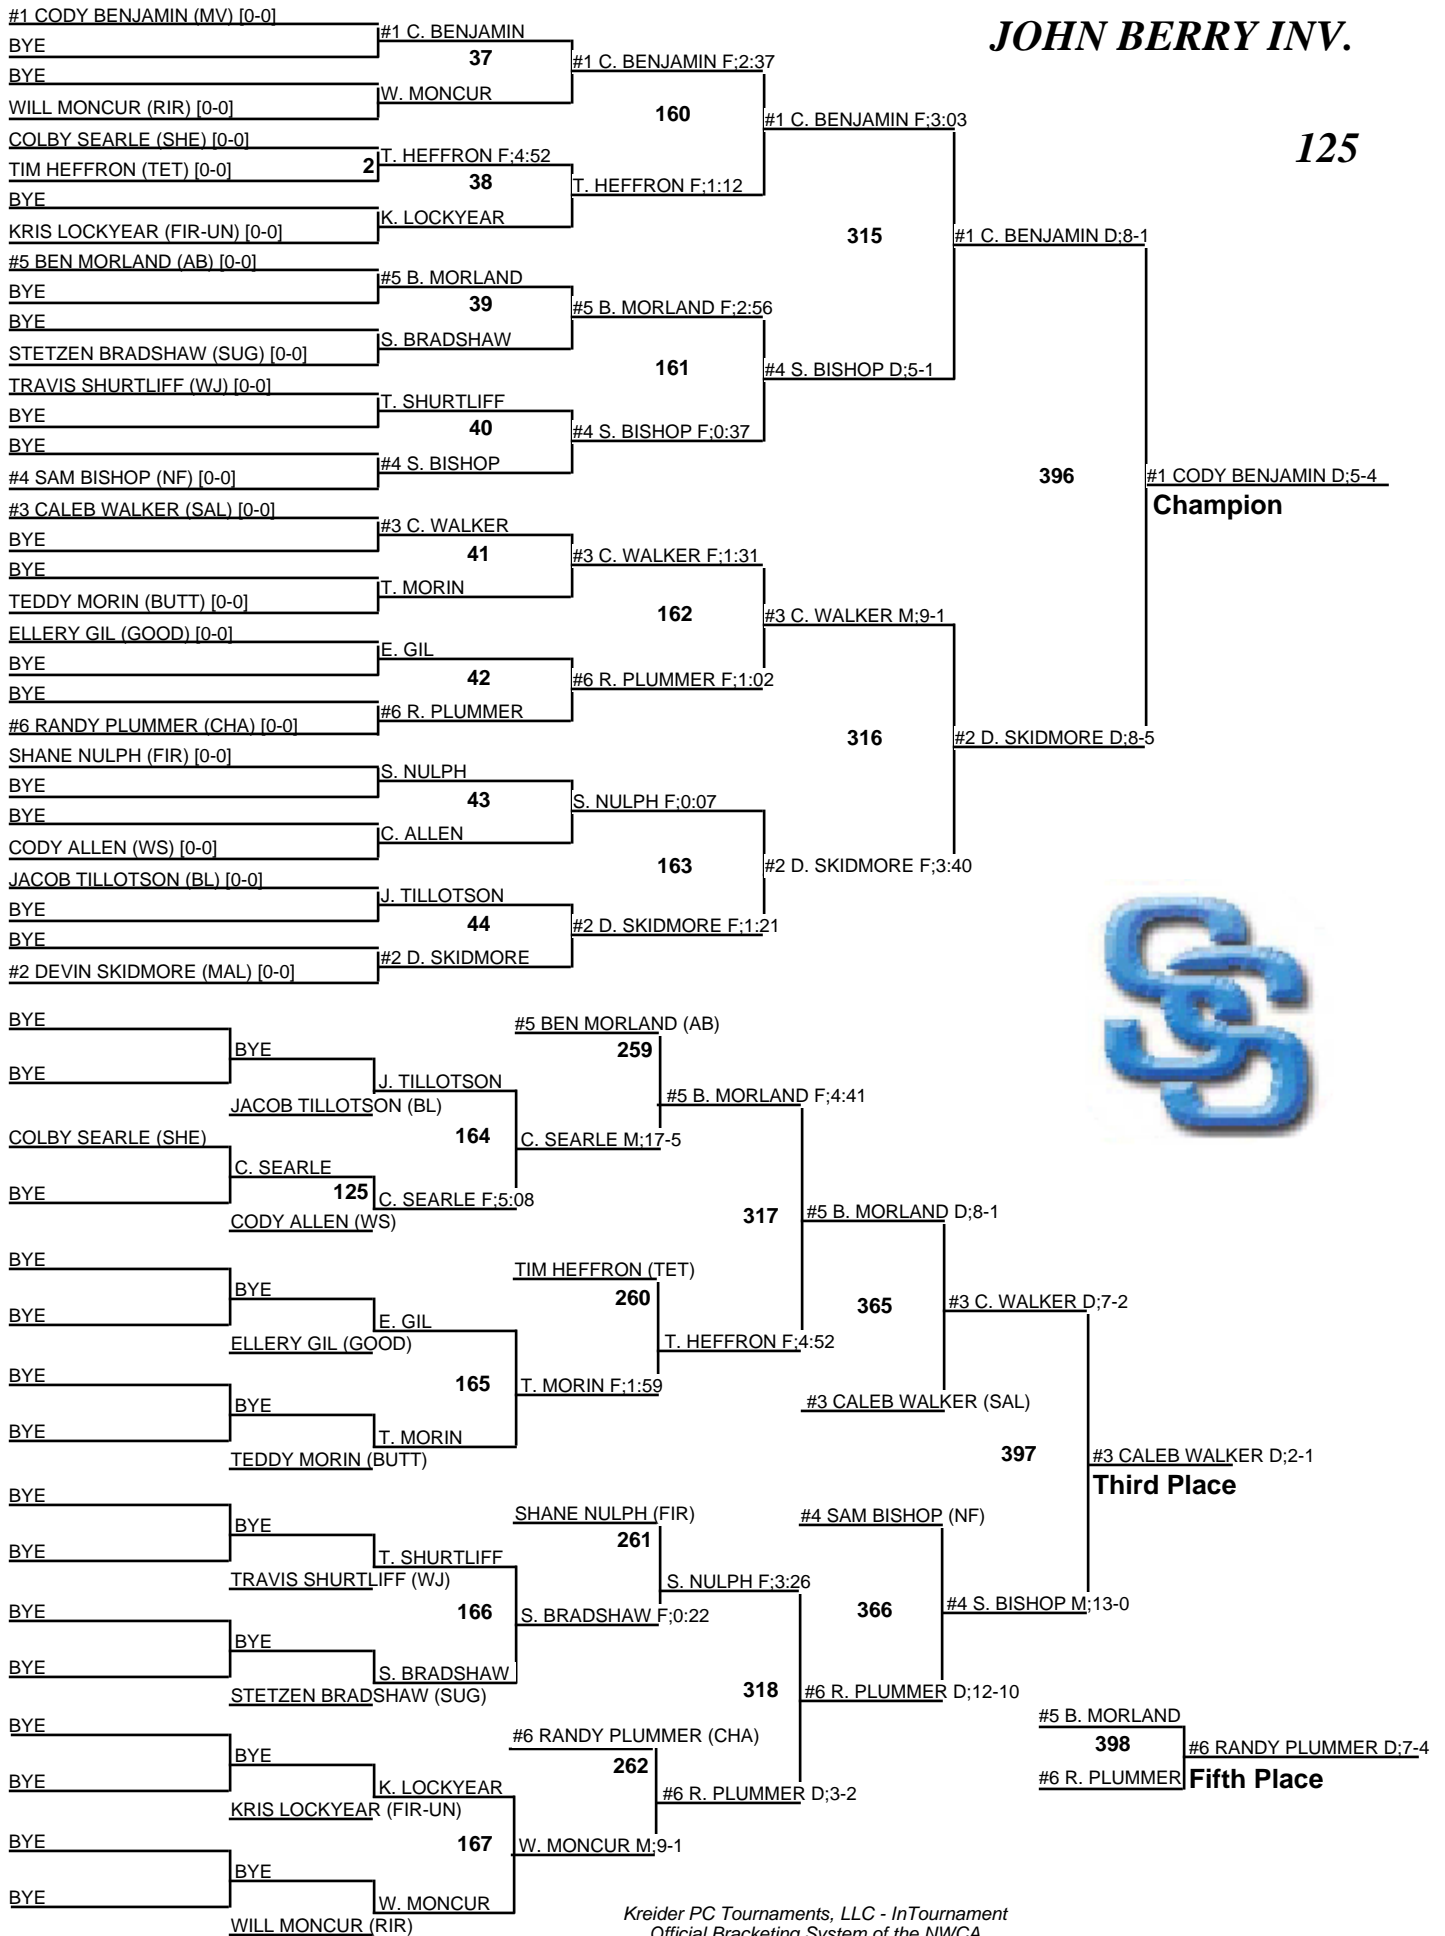 JOHN BERRY INV.
125
#1 CODY BENJAMIN (MV) [0-0]
BYE
BYE
WILL MONCUR (RIR) [0-0]
COLBY SEARLE (SHE) [0-0]
TIM HEFFRON (TET) [0-0]
BYE
KRIS LOCKYEAR (FIR-UN) [0-0]
#5 BEN MORLAND (AB) [0-0]
BYE
BYE
STETZEN BRADSHAW (SUG) [0-0]
TRAVIS SHURTLIFF (WJ) [0-0]
BYE
BYE
#4 SAM BISHOP (NF) [0-0]
#3 CALEB WALKER (SAL) [0-0]
BYE
BYE
TEDDY MORIN (BUTT) [0-0]
ELLERY GIL (GOOD) [0-0]
BYE
BYE
#6 RANDY PLUMMER (CHA) [0-0]
SHANE NULPH (FIR) [0-0]
BYE
BYE
CODY ALLEN (WS) [0-0]
JACOB TILLOTSON (BL) [0-0]
BYE
BYE
#2 DEVIN SKIDMORE (MAL) [0-0]
2
#1 C. BENJAMIN
37
W. MONCUR
T. HEFFRON F;4:52
38
K. LOCKYEAR
#5 B. MORLAND
39
S. BRADSHAW
T. SHURTLIFF
40
#4 S. BISHOP
#3 C. WALKER
41
T. MORIN
E. GIL
42
#6 R. PLUMMER
S. NULPH
43
C. ALLEN
J. TILLOTSON
44
#2 D. SKIDMORE
#1 C. BENJAMIN F;2:37
160
T. HEFFRON F;1:12
#5 B. MORLAND F;2:56
161
#4 S. BISHOP F;0:37
#3 C. WALKER F;1:31
162
#6 R. PLUMMER F;1:02
S. NULPH F;0:07
163
#2 D. SKIDMORE F;1:21
#1 C. BENJAMIN F;3:03
315
#4 S. BISHOP D;5-1
#3 C. WALKER M;9-1
316
#2 D. SKIDMORE F;3:40
#1 C. BENJAMIN D;8-1
396
#2 D. SKIDMORE D;8-5
#1 CODY BENJAMIN D;5-4
Champion
SCS
BYE
BYE
COLBY SEARLE (SHE)
BYE
BYE
BYE
BYE
BYE
BYE
BYE
BYE
BYE
BYE
BYE
BYE
BYE
BYE
JACOB TILLOTSON (BL)
C. SEARLE
125
CODY ALLEN (WS)
BYE
ELLERY GIL (GOOD)
BYE
TEDDY MORIN (BUTT)
BYE
TRAVIS SHURTLIFF (WJ)
BYE
STETZEN BRADSHAW (SUG)
BYE
KRIS LOCKYEAR (FIR-UN)
BYE
WILL MONCUR (RIR)
J. TILLOTSON
164
C. SEARLE F;5:08
E. GIL
165
T. MORIN
T. SHURTLIFF
166
S. BRADSHAW
K. LOCKYEAR
167
W. MONCUR
#5 BEN MORLAND (AB)
259
C. SEARLE M;17-5
TIM HEFFRON (TET)
260
T. MORIN F;1:59
SHANE NULPH (FIR)
261
S. BRADSHAW F;0:22
#6 RANDY PLUMMER (CHA)
262
W. MONCUR M;9-1
#5 B. MORLAND F;4:41
317
T. HEFFRON F;4:52
S. NULPH F;3:26
318
#6 R. PLUMMER D;3-2
#5 B. MORLAND D;8-1
365
#3 CALEB WALKER (SAL)
#4 SAM BISHOP (NF)
366
#6 R. PLUMMER D;12-10
#3 C. WALKER D;7-2
397
#4 S. BISHOP M;13-0
#3 CALEB WALKER D;2-1
Third Place
#5 B. MORLAND
398
#6 R. PLUMMER
#6 RANDY PLUMMER D;7-4
Fifth Place
Kreider PC Tournaments, LLC - InTournament
Official Bracketing System of the NWCA